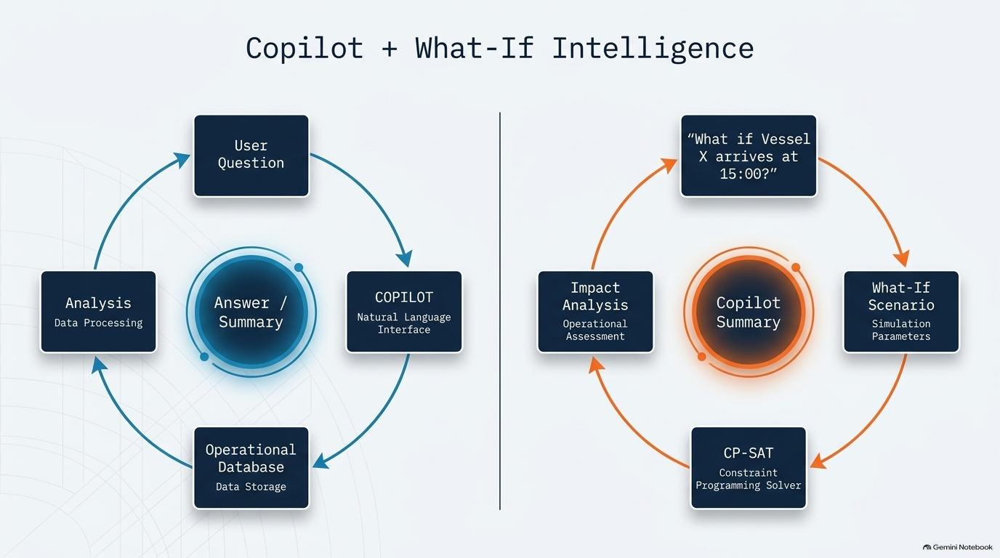 Copilot + What-If Intelligence
User
Question
COPILOT
Natural Language
Interface
Operational
Database
Data Storage
Analysis
Data Processing
Answer /
Summary
“What if Vessel
X arrives at
15:00?”
What-If
Scenario
Simulation
Parameters
CP-SAT
Constraint
Programming Solver
Impact
Analysis
Operational
Assessment
Copilot
Summary
Gemini Notebook